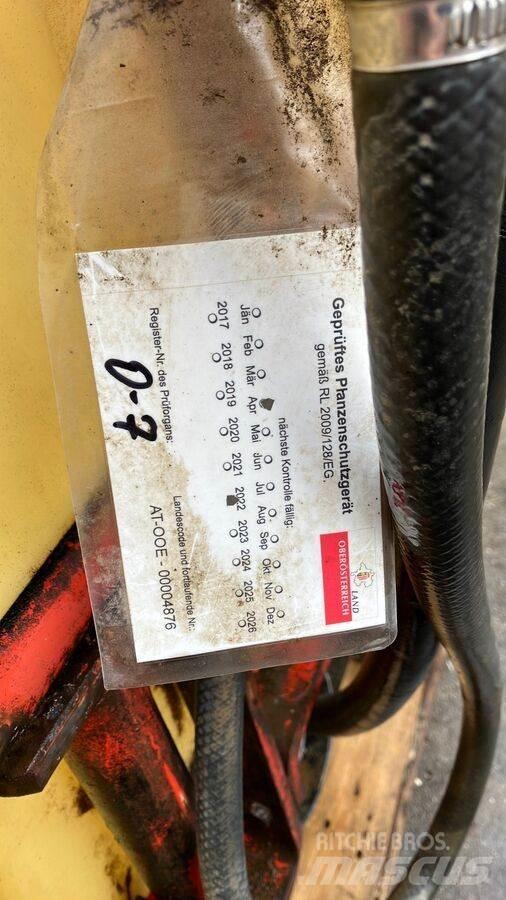 Geprüftes Planzenschutzgerät
gemäß RL 2009/128/EG.
LAND
OBERÖSTERREICH
nächste Kontrolle fällig:
Jän Feb Mär Apr Mai Jun Jul Aug Sep Okt Nov Dez
2017 2018 2019 2020 2021 2022 2023 2024 2025 2026
Register-Nr. des Prüforgans:
O-7
Landescode und fortlaufende Nr.:
AT-OOE - 00004876
RITCHIE BROS.
MASCUS